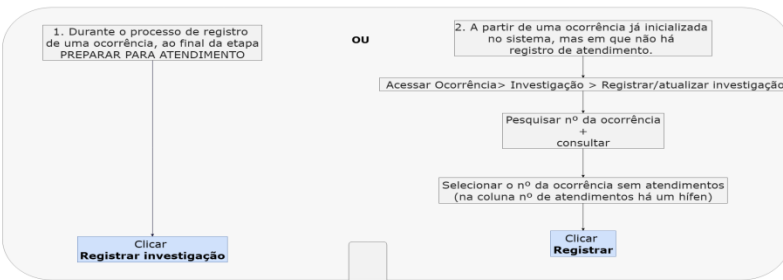 1. Durante o processo de registro
de uma ocorrência, ao final da etapa
PREPARAR PARA ATENDIMENTO
Clicar
Registrar investigação
OU
2. A partir de uma ocorrência já inicializada
no sistema, mas em que não há
registro de atendimento.
Acessar Ocorrência> Investigação > Registrar/atualizar investigação
Pesquisar nº da ocorrência
+
consultar
Selecionar o nº da ocorrência sem atendimentos
(na coluna nº de atendimentos há um hífen)
Clicar
Registrar